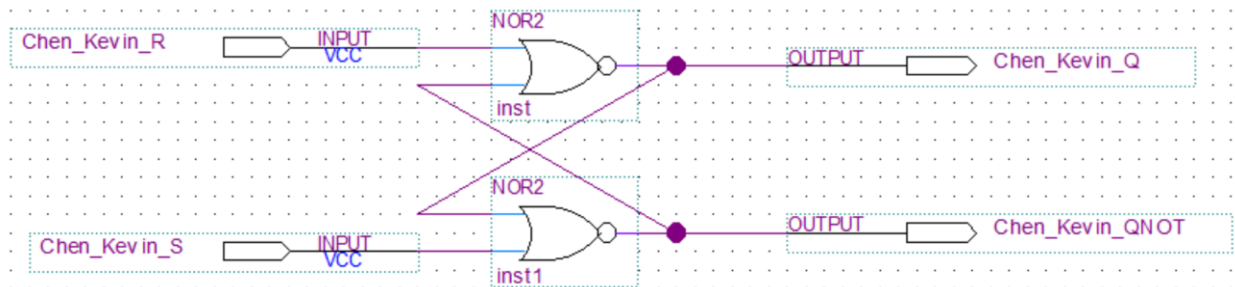 NOR2
Chen_Kevin_R
INPUT
VCC
OUTPUT
Chen_Kevin_Q
inst
NOR2
Chen_Kevin_S
INPUT
VCC
OUTPUT
Chen_Kevin_QNOT
inst1